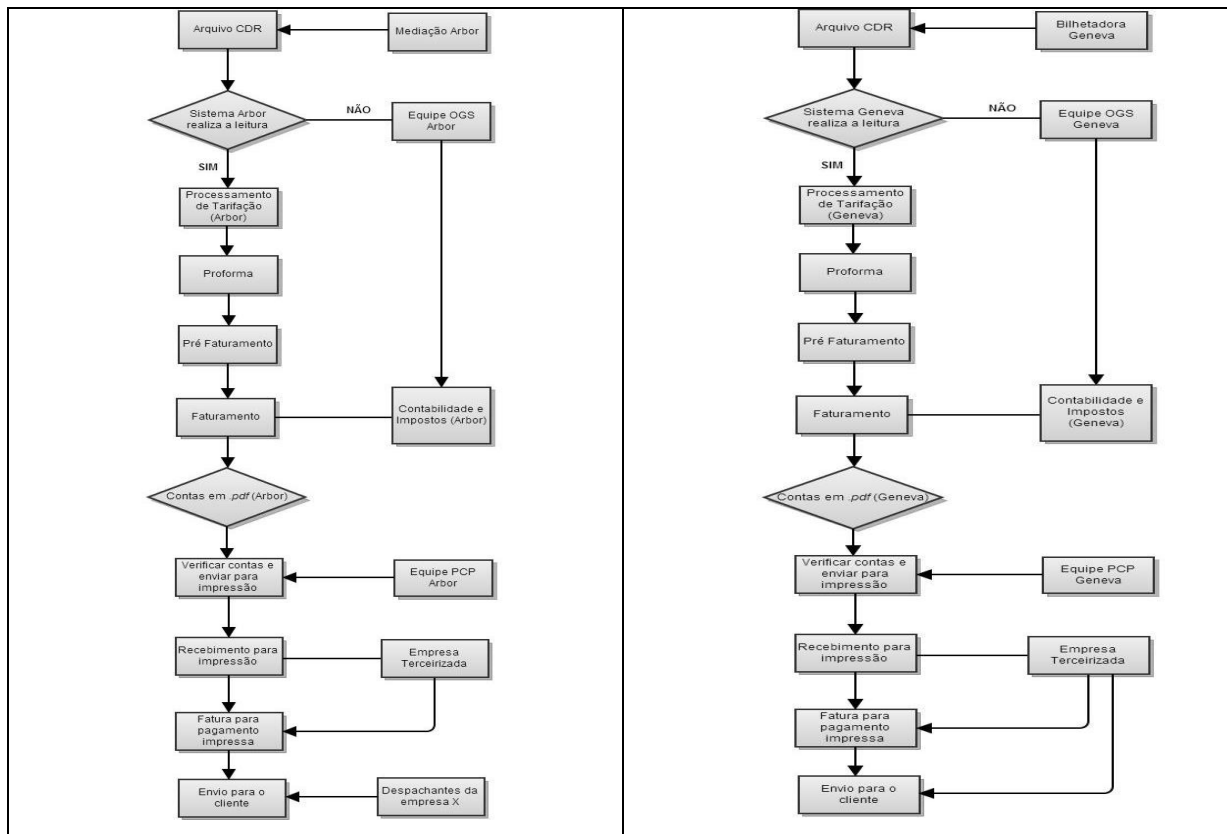 Arquivo CDR
Mediação Arbor
Sistema Arbor
realiza a leitura
NÃO
Equipe OGS
Arbor
SIM
Processamento
de Tarifação
(Arbor)
Proforma
Pré Faturamento
Faturamento
Contabilidade e
Impostos (Arbor)
Contas em .pdf (Arbor)
Verificar contas e
enviar para
impressão
Equipe PCP
Arbor
Recebimento para
impressão
Empresa
Terceirizada
Fatura para
pagamento
impressa
Envio para o
cliente
Despachantes da
empresa X
Arquivo CDR
Bilhetadora
Geneva
Sistema Geneva
realiza a leitura
NÃO
Equipe OGS
Geneva
SIM
Processamento
de Tarifação
(Geneva)
Proforma
Pré Faturamento
Faturamento
Contabilidade e
Impostos
(Geneva)
Contas em .pdf (Geneva)
Verificar contas e
enviar para
impressão
Equipe PCP
Geneva
Recebimento para
impressão
Empresa
Terceirizada
Fatura para
pagamento
impressa
Envio para o
cliente